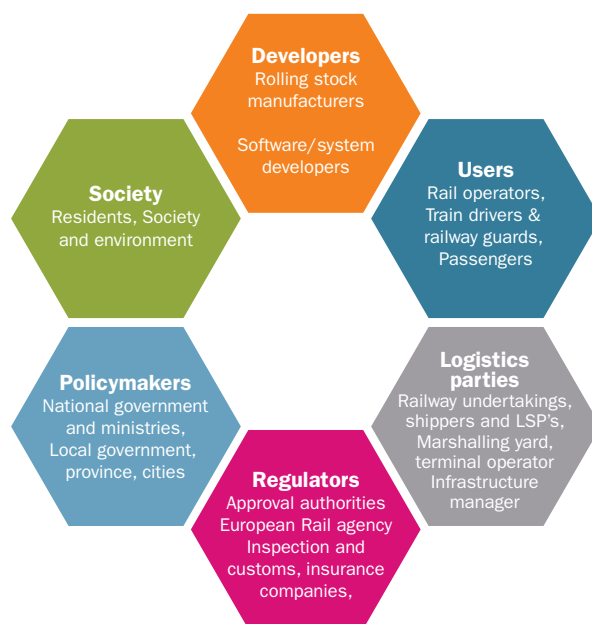 Developers
Rolling stock
manufacturers
Software/system
developers
Users
Rail operators,
Train drivers &
railway guards,
Passengers
Logistics
parties
Railway undertakings,
shippers and LSP's,
Marshalling yard,
terminal operator
Infrastructure
manager
Regulators
Approval authorities
European Rail agency
Inspection and
customs, insurance
companies,
Policymakers
National government
and ministries,
Local government,
province, cities
Society
Residents, Society
and environment